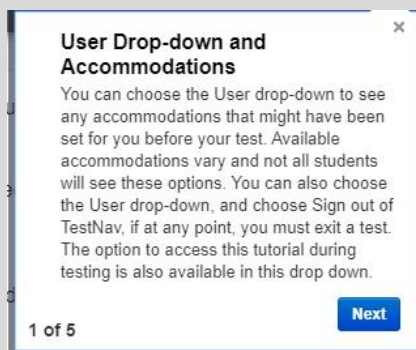 User Drop-down and
Accommodations
You can choose the User drop-down to see
any accommodations that might have been
set for you before your test. Available
accommodations vary and not all students
will see these options. You can also choose
the User drop-down, and choose Sign out of
TestNav, if at any point, you must exit a test.
The option to access this tutorial during
testing is also available in this drop down.
Next
1 of 5